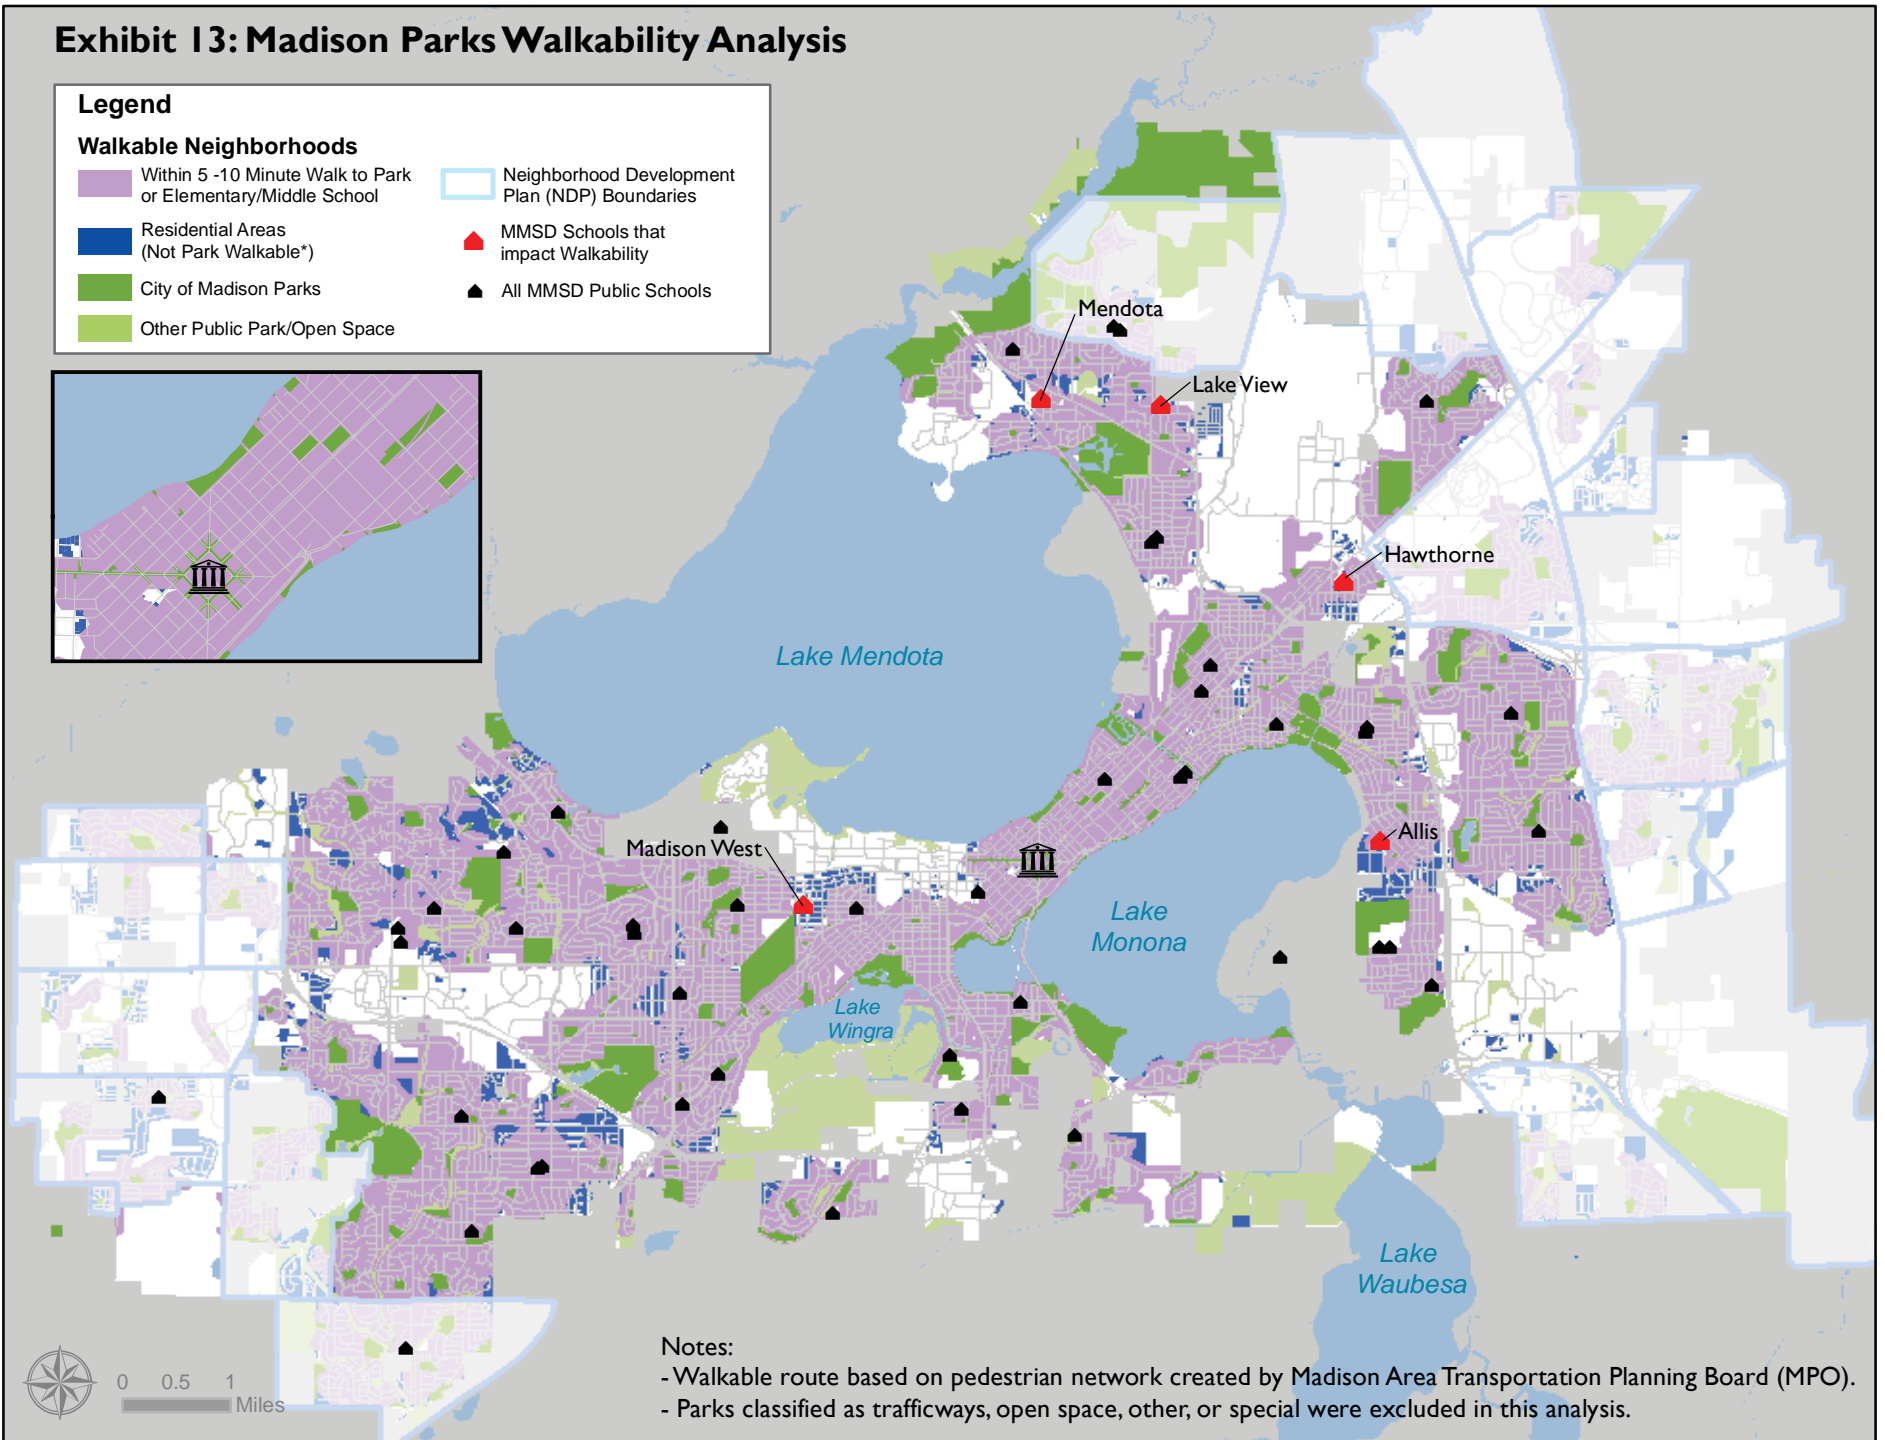 Exhibit 13: Madison Parks Walkability Analysis
Legend
Walkable Neighborhoods
Within 5 -10 Minute Walk to Park
or Elementary/Middle School
Residential Areas
(Not Park Walkable*)
City of Madison Parks
Other Public Park/Open Space
Neighborhood Development
Plan (NDP) Boundaries
MMSD Schools that
impact Walkability
All MMSD Public Schools
Mendota
Lake View
Hawthorne
Lake Mendota
Allis
Madison West
Lake
Monona
Lake
Wingra
Lake
Waubesa
0 0.5 1
Miles
Notes:
- Walkable route based on pedestrian network created by Madison Area Transportation Planning Board (MPO).
- Parks classified as trafficways, open space, other, or special were excluded in this analysis.